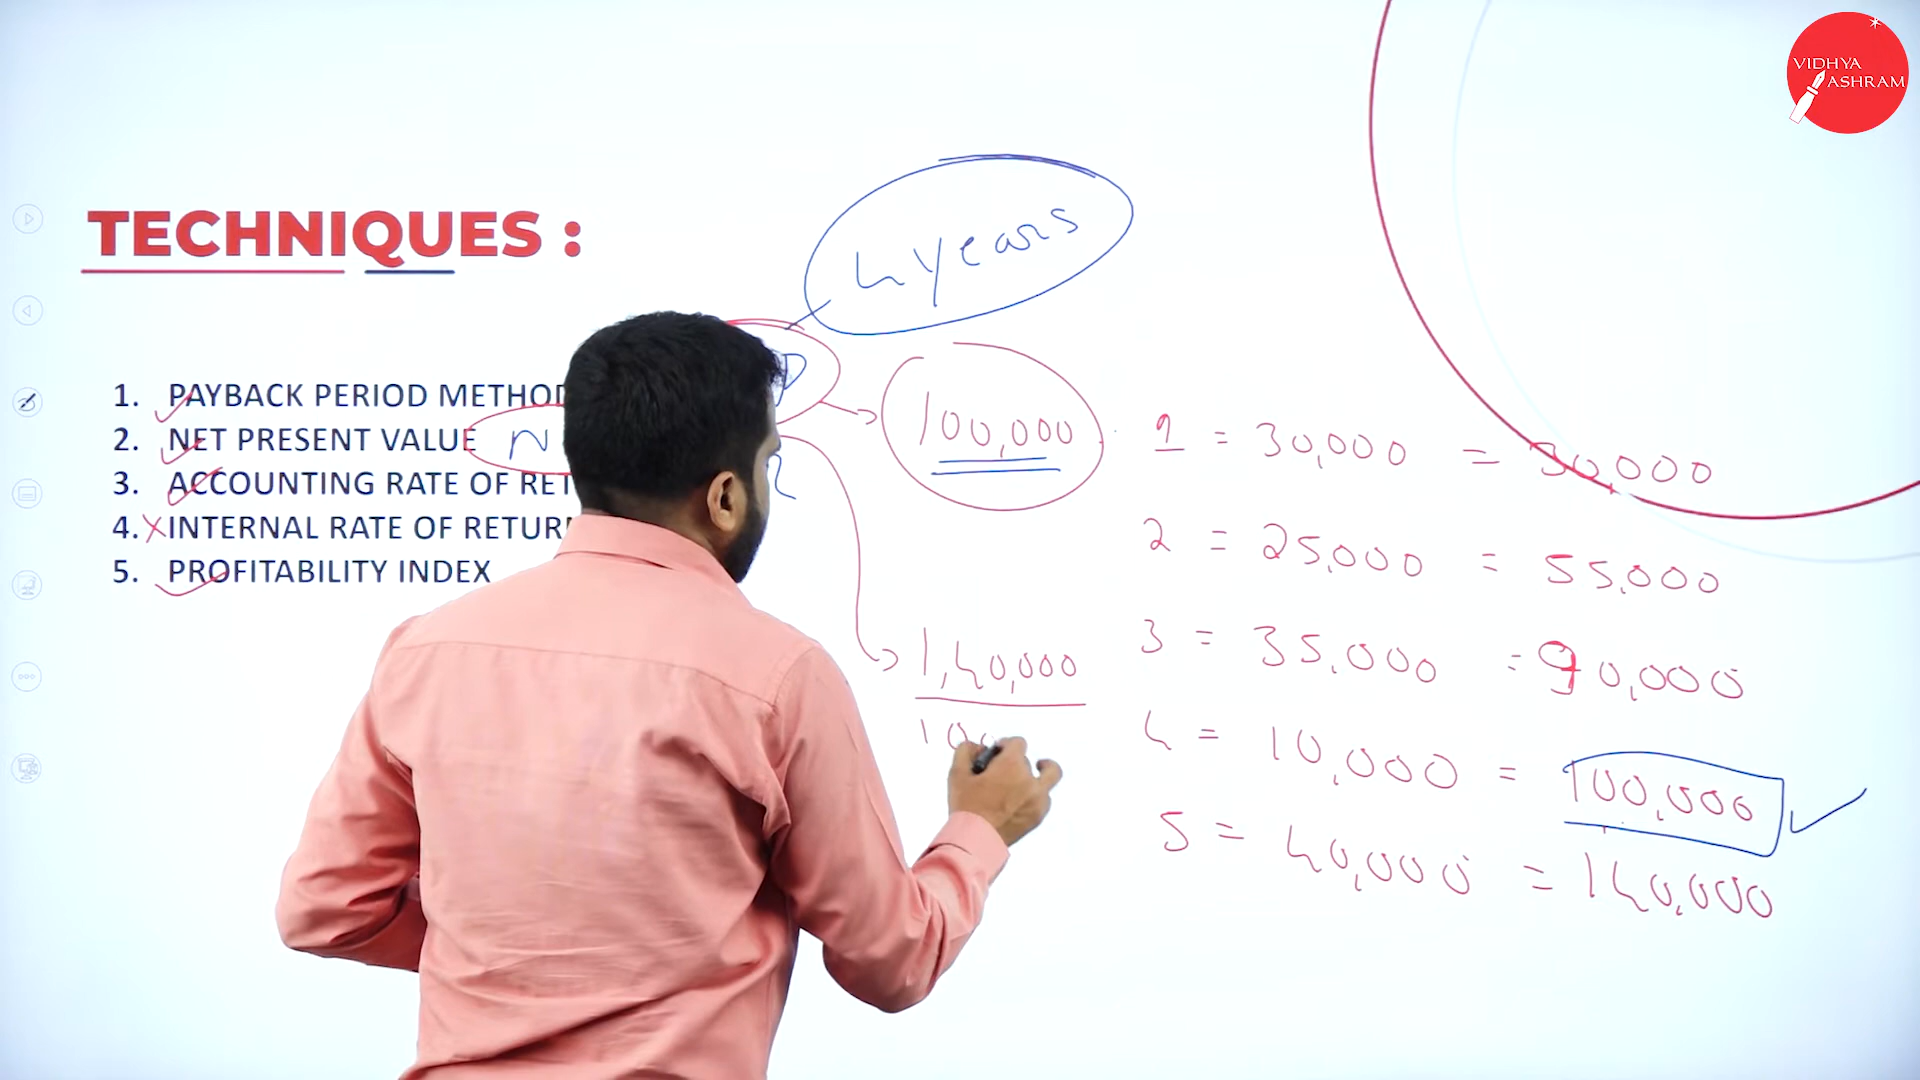 VIDHYA
ASHRAM
TECHNIQUES :
4 years
1. PAYBACK PERIOD METHOD
2. NET PRESENT VALUE N
3. ACCOUNTING RATE OF RET
4. INTERNAL RATE OF RETURN
5. PROFITABILITY INDEX
100,000
1 = 30,000 = 30,000
2 = 25,000 = 55,000
3 = 35,000 = 90,000
4 = 10,000 = 100,000
5 = 40,000 = 140,000
1,40,000
100